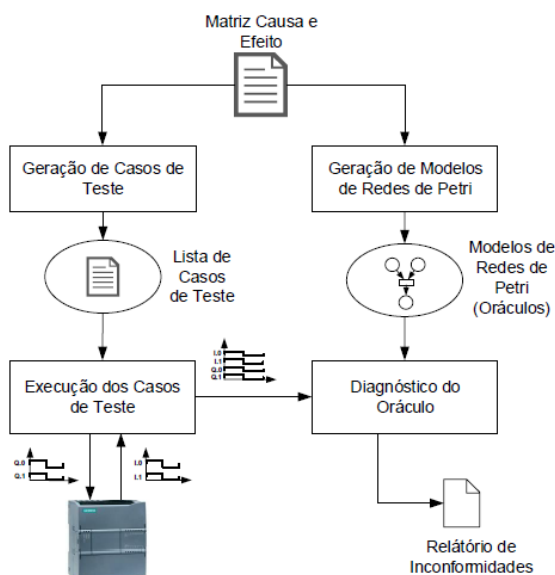 Matriz Causa e
Efeito
Geração de Casos de
Teste
Geração de Modelos
de Redes de Petri
Lista de
Casos
de Teste
Modelos de
Redes de
Petri
(Oráculos)
I.0
I.1
Q.0
Q.1
Execução dos Casos
de Teste
Diagnóstico do
Oráculo
Q.0
Q.1
I.0
I.1
Relátório de
Inconformidades